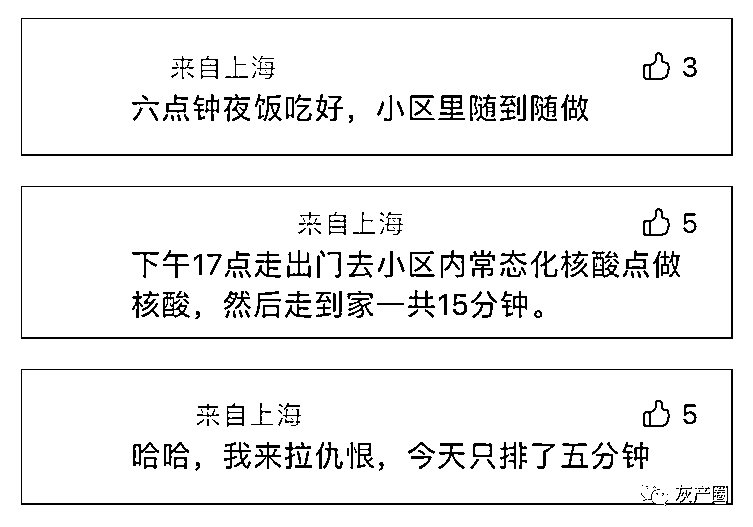 来自上海
3
六点钟夜饭吃好，小区里随到随做
来自上海
5
下午17点走出门去小区内常态化核酸点做
核酸，然后走到家一共15分钟。
来自上海
5
哈哈，我来拉仇恨，今天只排了五分钟
灰产圈